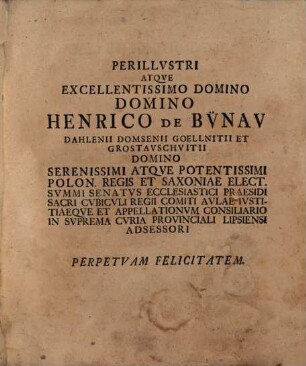 PERILLVSTRI
ATQVE
EXCELLENTISSIMO DOMINO
DOMINO
HENRICO DE BÜNAV
DAHLENII DOMSENII GOELLNITII ET
GROSTAVSCHVITII
DOMINO
SERENISSIMI ATQVE POTENTISSIMI
POLON. REGIS ET SAXONIAE ELECT.
SVMMI SENATVS ECCLESIASTICI PRAESIDI
SACRI CVBICVLI REGII COMITI AVLAE IVSTI-
TIAEQVE ET APPELLATIONVM CONSILIARIO
IN SVPREMA CVRIA PROVINCIALI LIPSIENSI
ADSESSORI
PERPETVAM FELICITATEM.